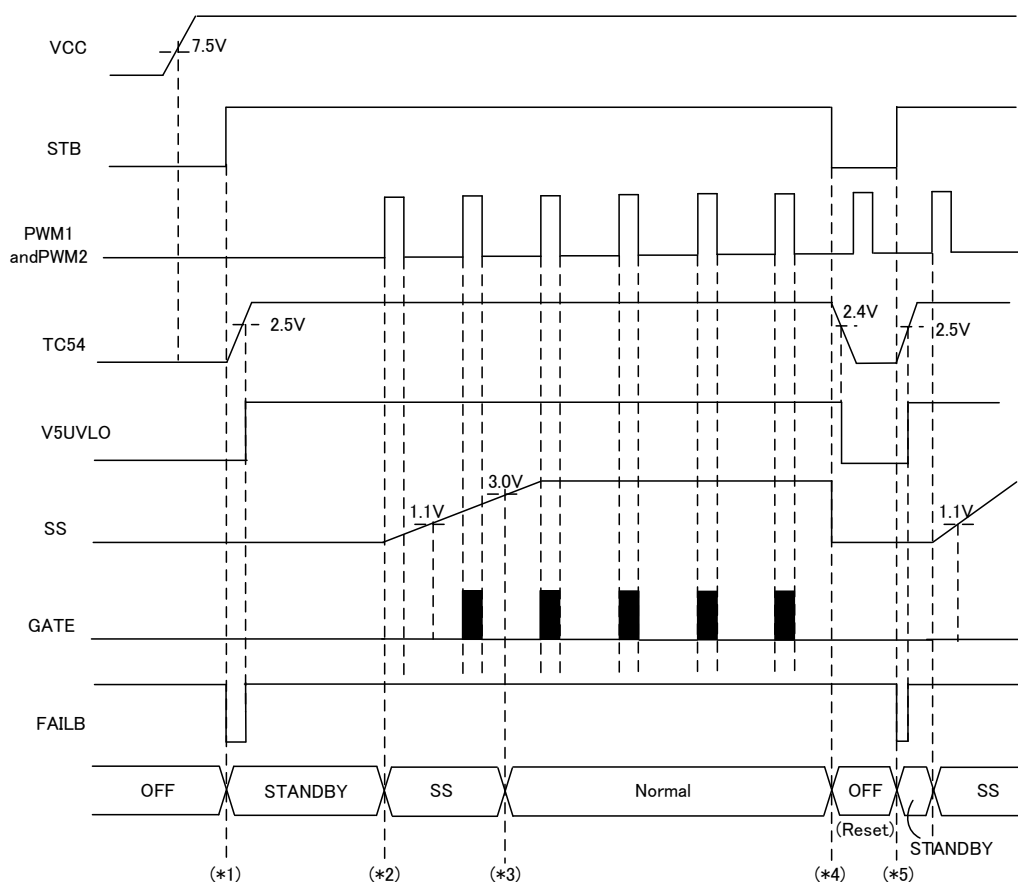 VCC
7.5V
STB
PWM1
andPWM2
TC54
2.5V
2.4V
2.5V
V5UVLO
SS
1.1V
3.0V
1.1V
GATE
FAILB
OFF
STANDBY
SS
Normal
OFF
SS
(Reset)
STANDBY
(*1)
(*2)
(*3)
(*4)
(*5)